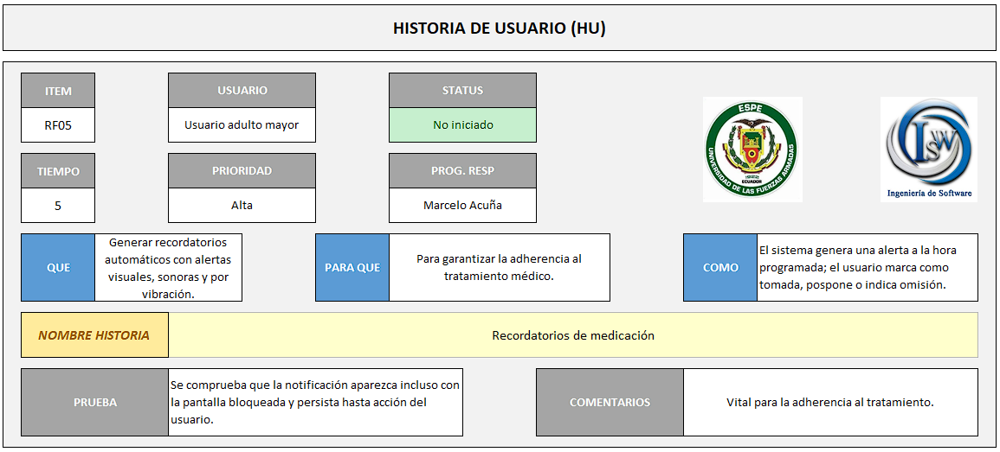 HISTORIA DE USUARIO (HU)
ITEM
USUARIO
STATUS
RF05
Usuario adulto mayor
No iniciado
TIEMPO
PRIORIDAD
PROG. RESP
5
Alta
Marcelo Acuña
ESPE
UNIVERSIDAD DE LAS FUERZAS ARMADAS
ECUADOR
ISW
Ingeniería de Software
QUE
Generar recordatorios
automáticos con alertas
visuales, sonoras y por
vibración.
PARA QUE
Para garantizar la adherencia al
tratamiento médico.
COMO
El sistema genera una alerta a la hora
programada; el usuario marca como
tomada, pospone o indica omisión.
NOMBRE HISTORIA
Recordatorios de medicación
PRUEBA
Se comprueba que la notificación aparezca incluso con
la pantalla bloqueada y persista hasta acción del
usuario.
COMENTARIOS
Vital para la adherencia al tratamiento.